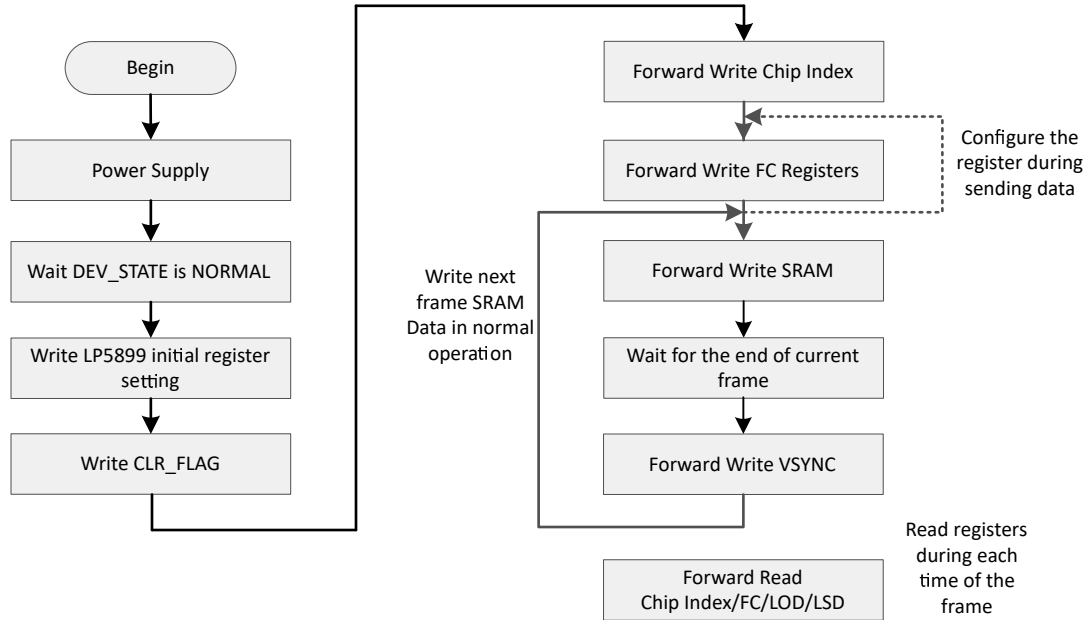 Begin
Power Supply
Wait DEV_STATE is NORMAL
Write LP5899 initial register
setting
Write CLR_FLAG
Forward Write Chip Index
Forward Write FC Registers
Configure the
register during
sending data
Forward Write SRAM
Write next
frame SRAM
Data in normal
operation
Wait for the end of current
frame
Forward Write VSYNC
Forward Read
Chip Index/FC/LOD/LSD
Read registers
during each
time of the
frame